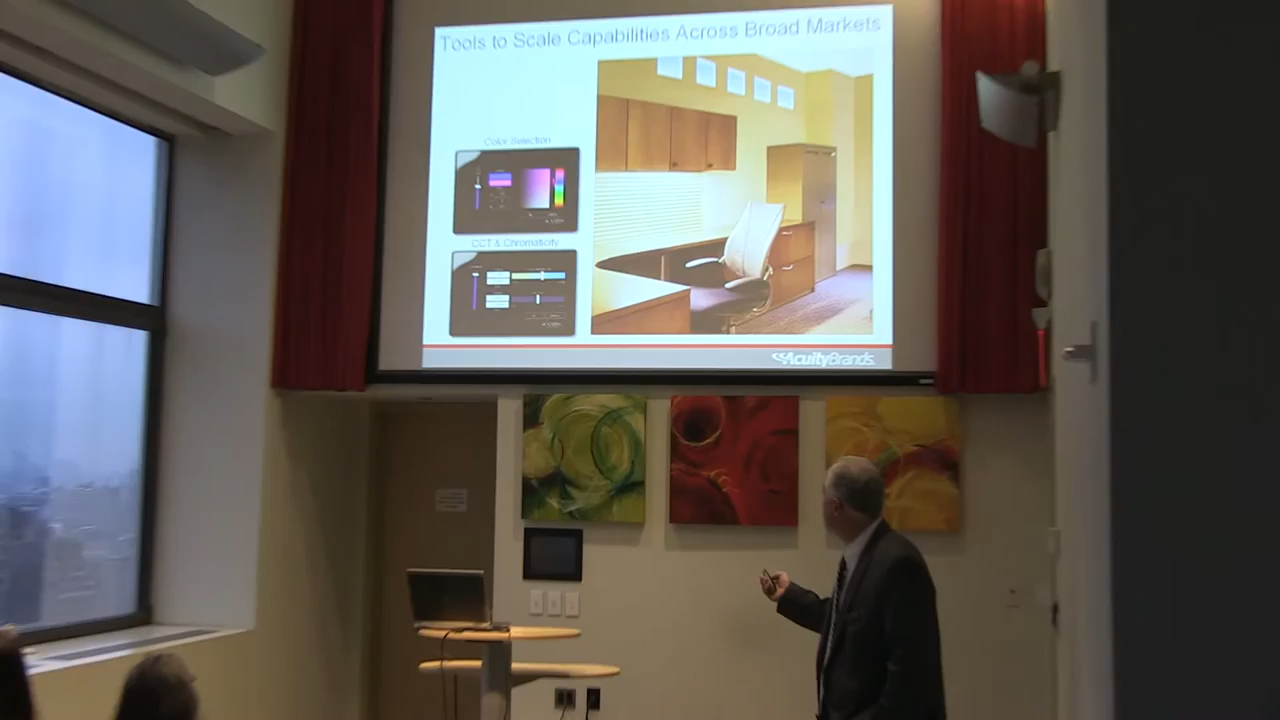 Tools to Scale Capabilities Across Broad Markets
Color Selection
CCT & Chromaticity
AcuityBrands